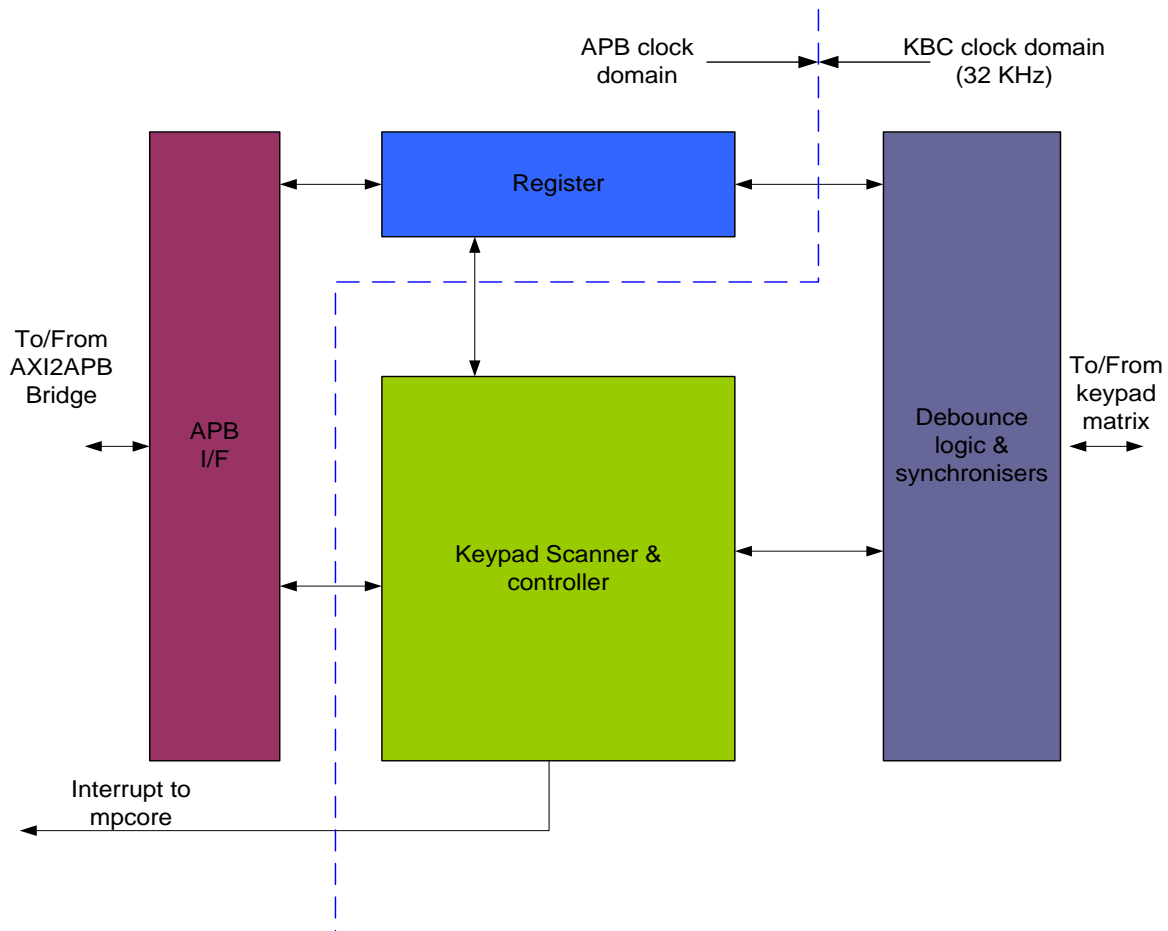 APB clock
domain
KBC clock domain
(32 KHz)
Register
To/From
AXI2APB
Bridge
APB
I/F
To/From
keypad
matrix
Debounce
logic &
synchronisers
Keypad Scanner &
controller
Interrupt to
mpcore